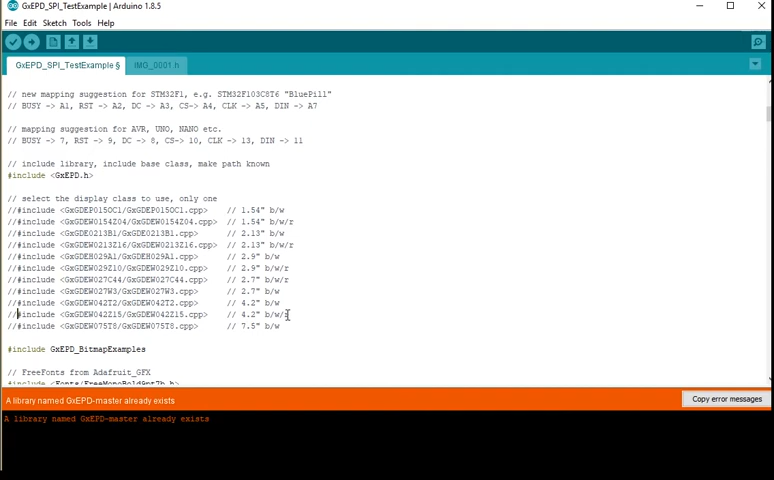 GxEPD_SPI_TestExample | Arduino 1.8.5
File Edit Sketch Tools Help
GxEPD_SPI_TestExample § IMG_0001.h
// new mapping suggestion for STM32F1, e.g. STM32F103C8T6 "BluePill"
// BUSY -> A1, RST -> A2, DC -> A3, CS-> A4, CLK -> A5, DIN -> A7
// mapping suggestion for AVR, UNO, NANO etc.
// BUSY -> 7, RST -> 9, DC -> 8, CS-> 10, CLK -> 13, DIN -> 11
// include library, include base class, make path known
#include <GxEPD.h>
// select the display class to use, only one
//#include <GxGDEP015OC1/GxGDEP015OC1.cpp> // 1.54" b/w
//#include <GxGDEW0154Z04/GxGDEW0154Z04.cpp> // 1.54" b/w/r
//#include <GxGDE0213B1/GxGDE0213B1.cpp> // 2.13" b/w
//#include <GxGDEW0213Z16/GxGDEW0213Z16.cpp> // 2.13" b/w/r
//#include <GxGDEH029A1/GxGDEH029A1.cpp> // 2.9" b/w
//#include <GxGDEW029Z10/GxGDEW029Z10.cpp> // 2.9" b/w/r
//#include <GxGDEW027C44/GxGDEW027C44.cpp> // 2.7" b/w/r
//#include <GxGDEW027W3/GxGDEW027W3.cpp> // 2.7" b/w
//#include <GxGDEW042T2/GxGDEW042T2.cpp> // 4.2" b/w
//#include <GxGDEW042Z15/GxGDEW042Z15.cpp> // 4.2" b/w/r
//#include <GxGDEW075T8/GxGDEW075T8.cpp> // 7.5" b/w
#include GxEPD_BitmapExamples
// FreeFonts from Adafruit_GFX
#include <Fonts/FreeMonoBold9pt7b.h>
A library named GxEPD-master already exists
Copy error messages
A library named GxEPD-master already exists